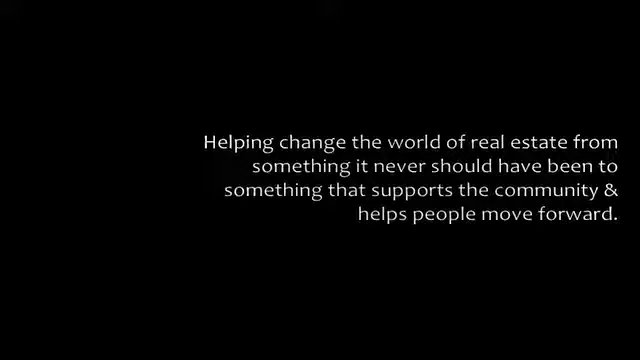 Helping change the world of real estate from
something it never should have been to
something that supports the community &
helps people move forward.